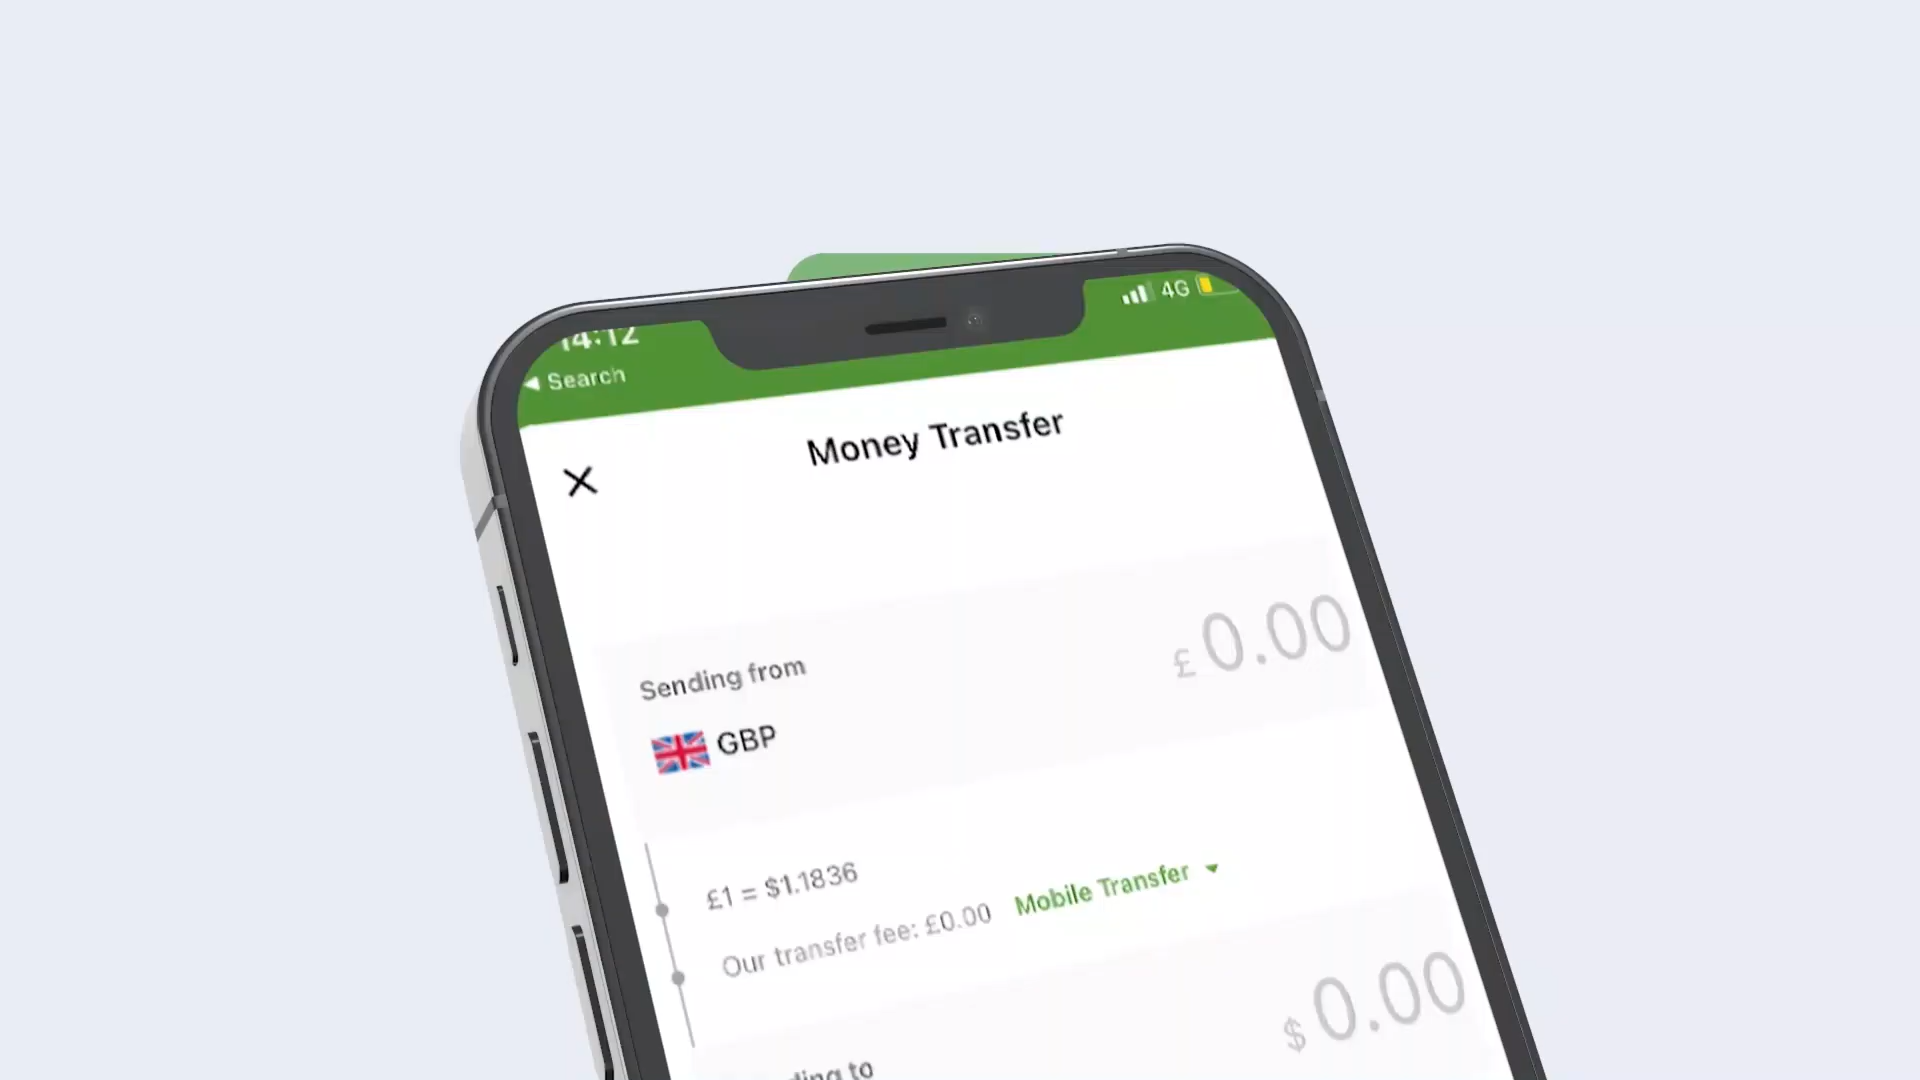 14:12
4G
Search
Money Transfer
Sending from
£0.00
GBP
£1 = $1.1836
Our transfer fee: £0.00 Mobile Transfer
$0.00
to